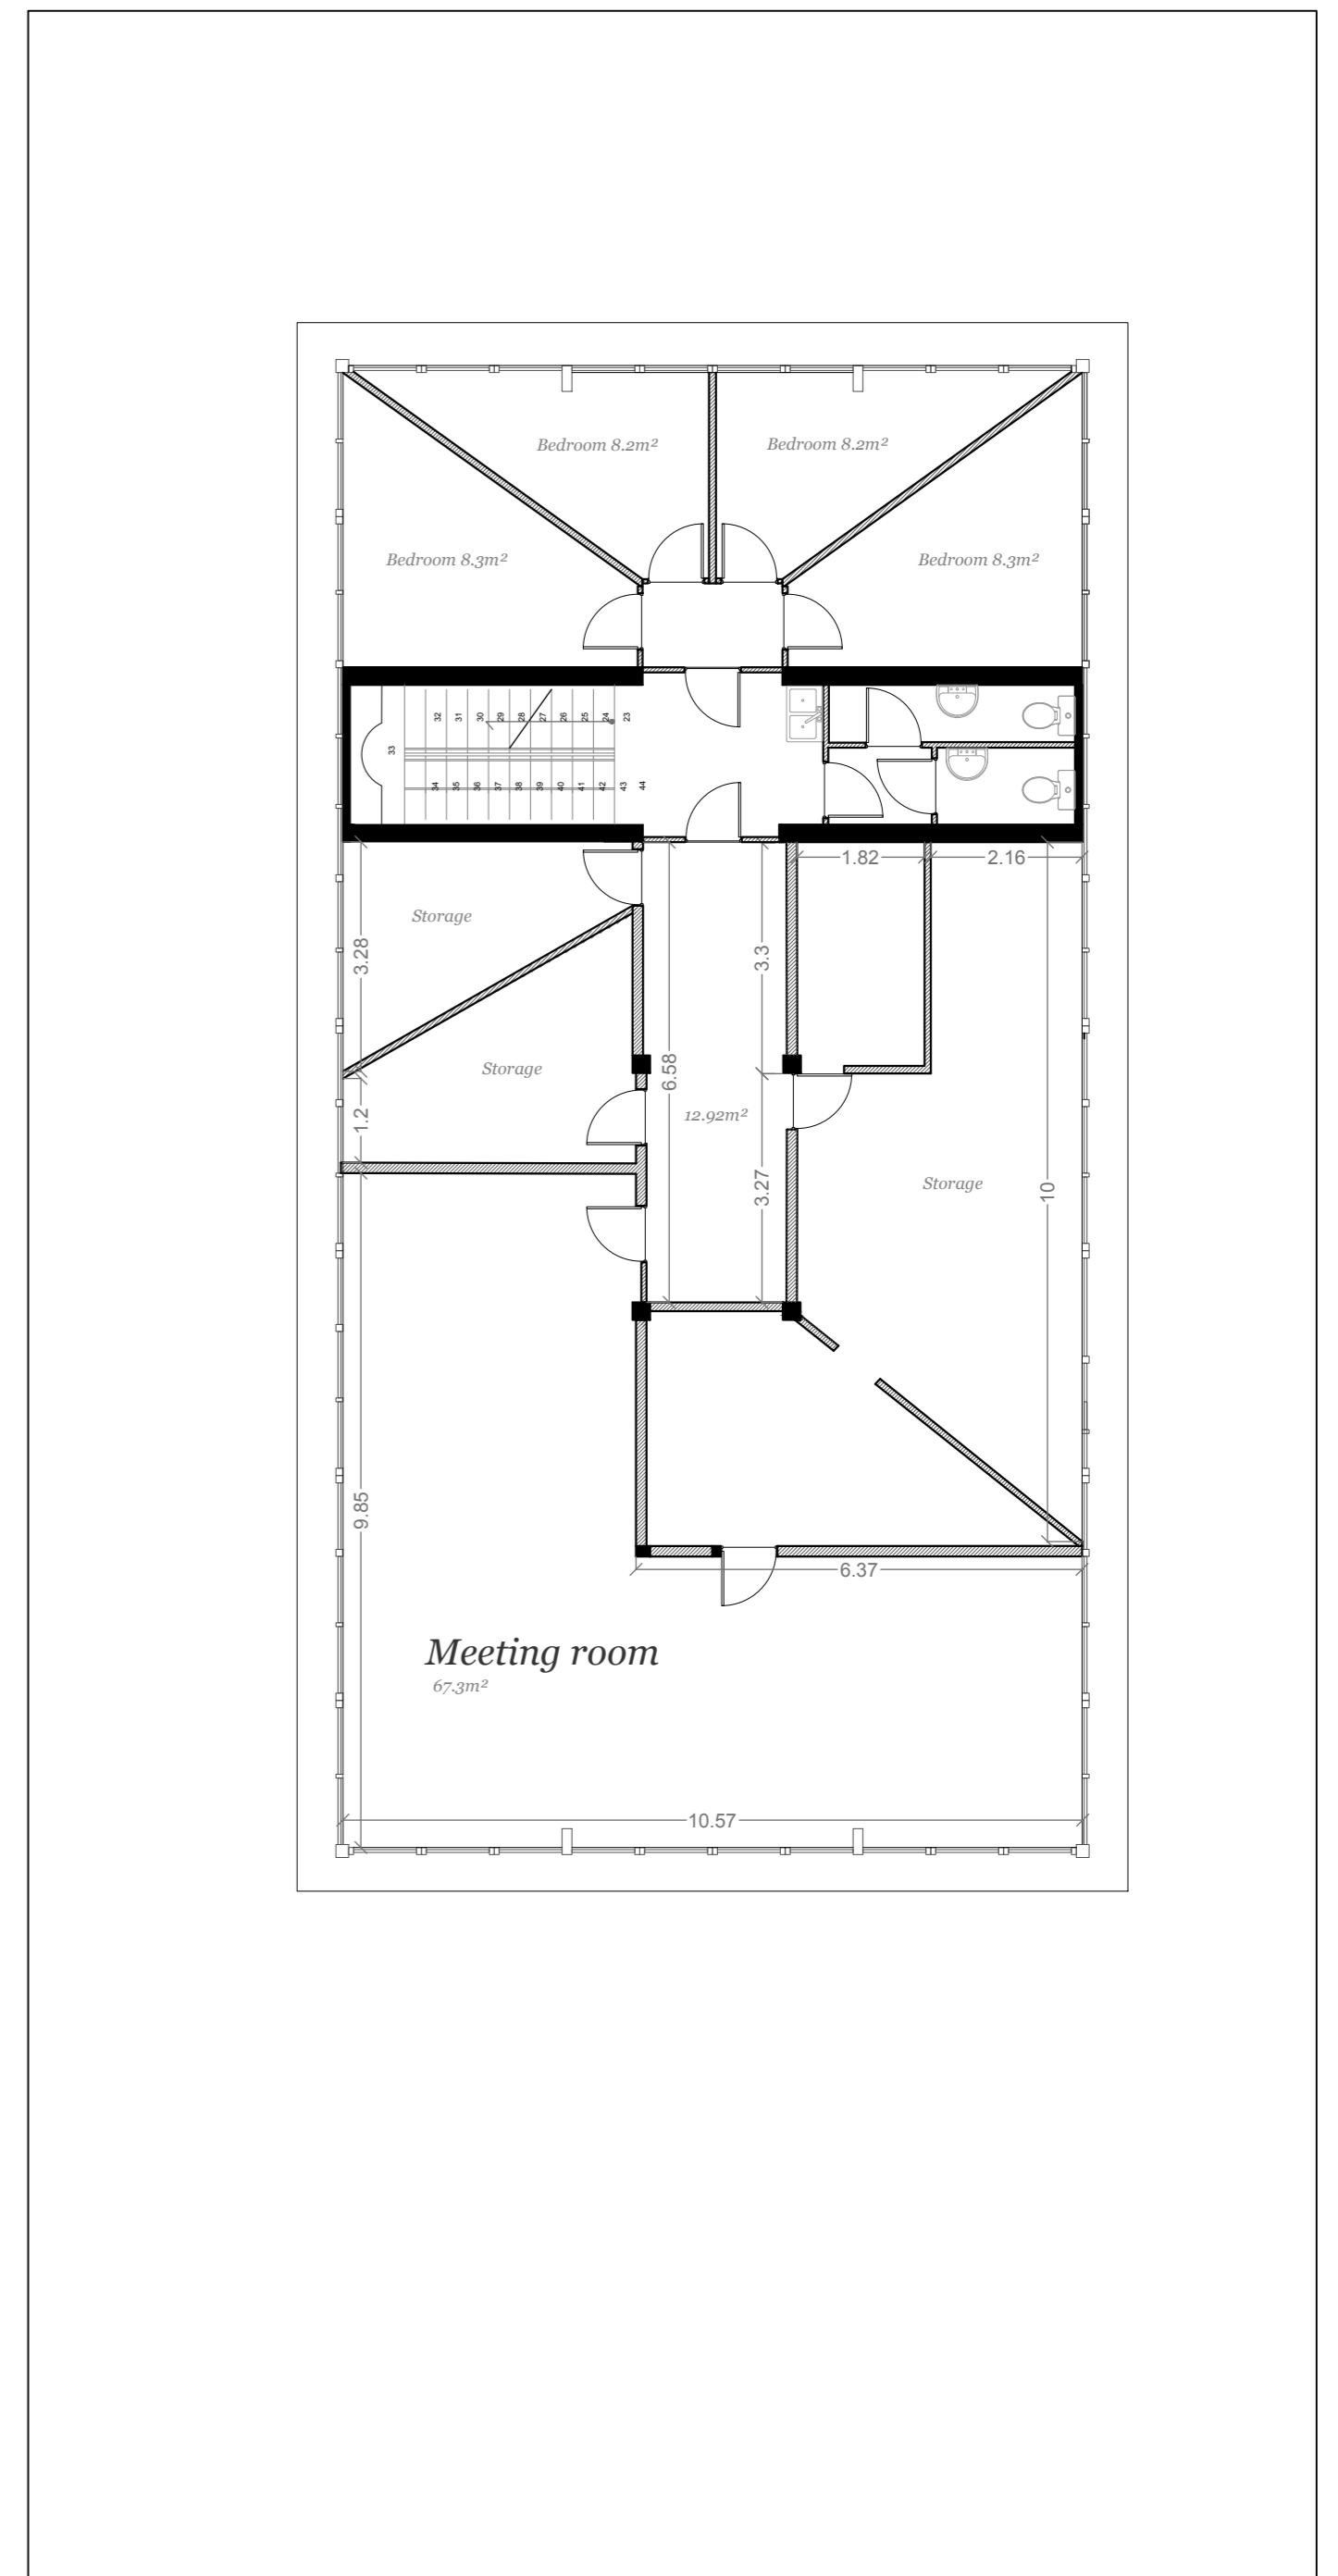 Bedroom 8.2m²
Bedroom 8.2m²
Bedroom 8.3m²
Bedroom 8.3m²
32 31 30 29 28 27 26 25 24 23
33
34 35 36 37 38 39 40 41 42 43 44
1.82
2.16
Storage
3.28
3.3
Storage
6.58
1.2
12.92m²
3.27
Storage
10
9.85
6.37
Meeting room
67.3m²
10.57